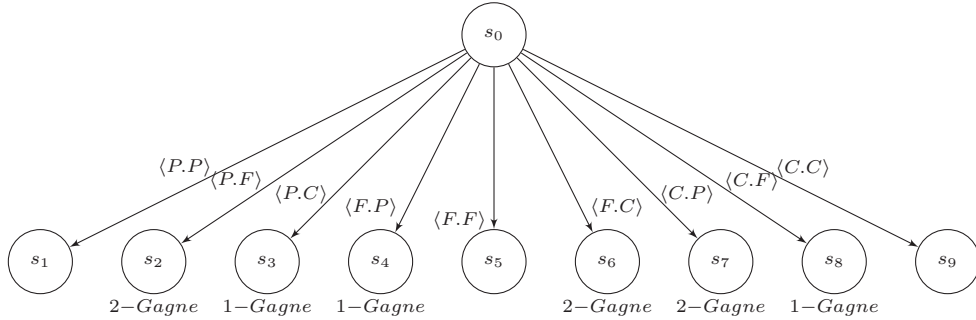 s₀
⟨P.P⟩ ⟨P.F⟩ ⟨P.C⟩ ⟨F.P⟩ ⟨F.F⟩ ⟨F.C⟩ ⟨C.P⟩ ⟨C.F⟩ ⟨C.C⟩
s₁ s₂ s₃ s₄ s₅ s₆ s₇ s₈ s₉
2−Gagne 1−Gagne 1−Gagne 2−Gagne 2−Gagne 1−Gagne